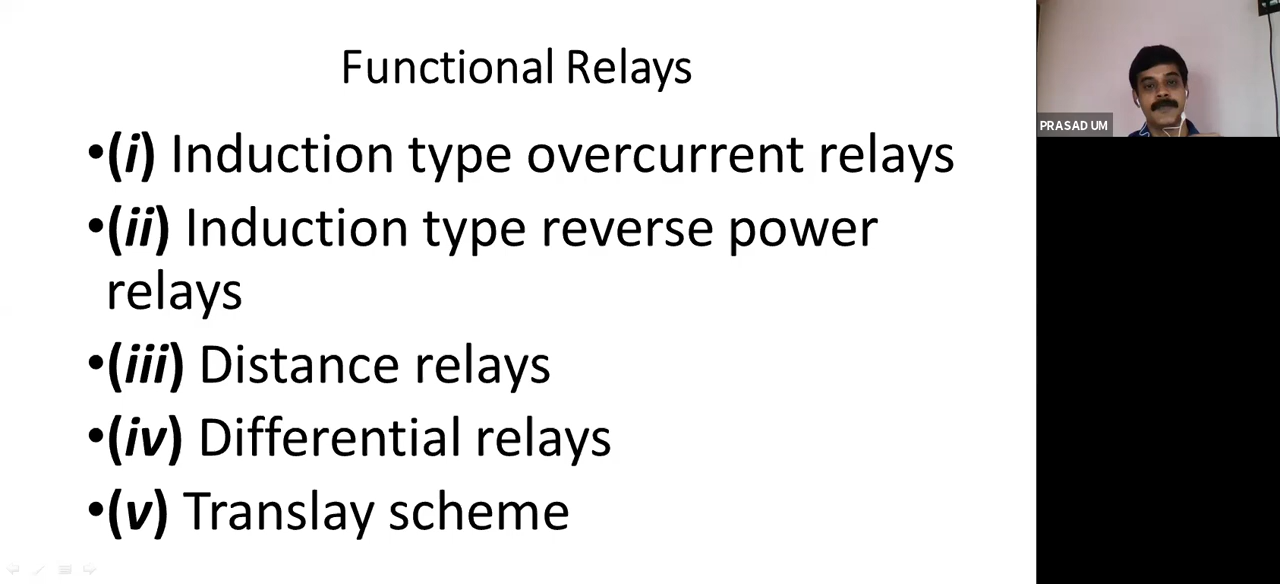 Functional Relays
•(i) Induction type overcurrent relays
•(ii) Induction type reverse power
relays
•(iii) Distance relays
•(iv) Differential relays
•(v) Translay scheme
PRASAD UM